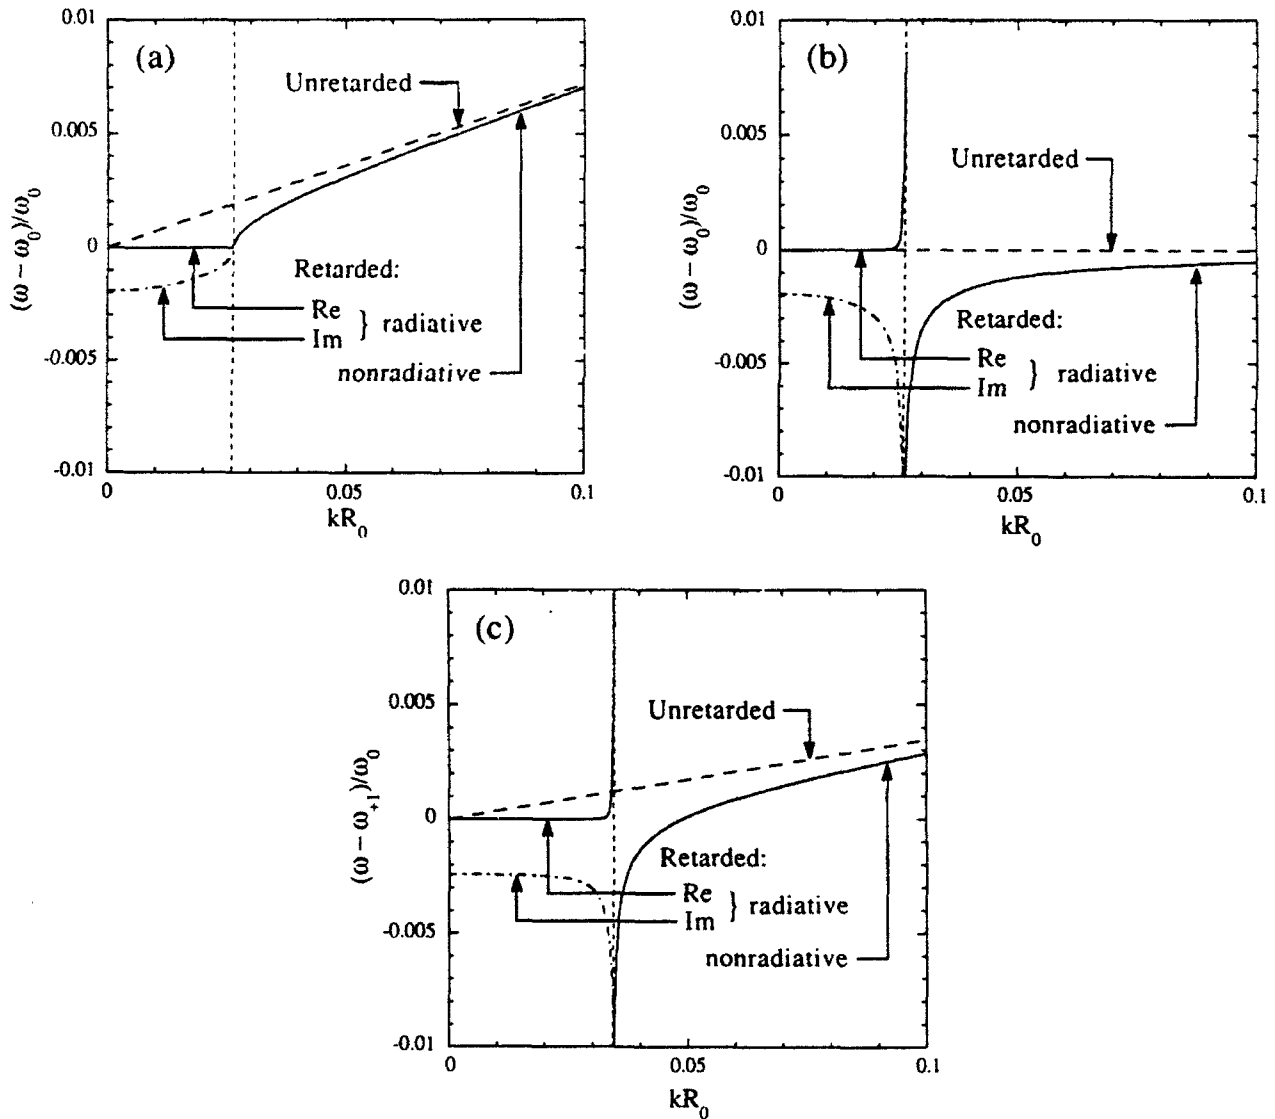 0.01
(a)
Unretarded
0.005
(ω − ω₀)/ω₀
0
Retarded:
Re
Im } radiative
-0.005
nonradiative
-0.01
0 0.05 0.1
kR₀
0.01
(b)
0.005
Unretarded
(ω − ω₀)/ω₀
0
Retarded:
-0.005
Re
Im } radiative
nonradiative
-0.01
0 0.05 0.1
kR₀
0.01
(c)
0.005
Unretarded
(ω − ω₊₁)/ω₀
0
Retarded:
Re
Im } radiative
-0.005
nonradiative
-0.01
0 0.05 0.1
kR₀